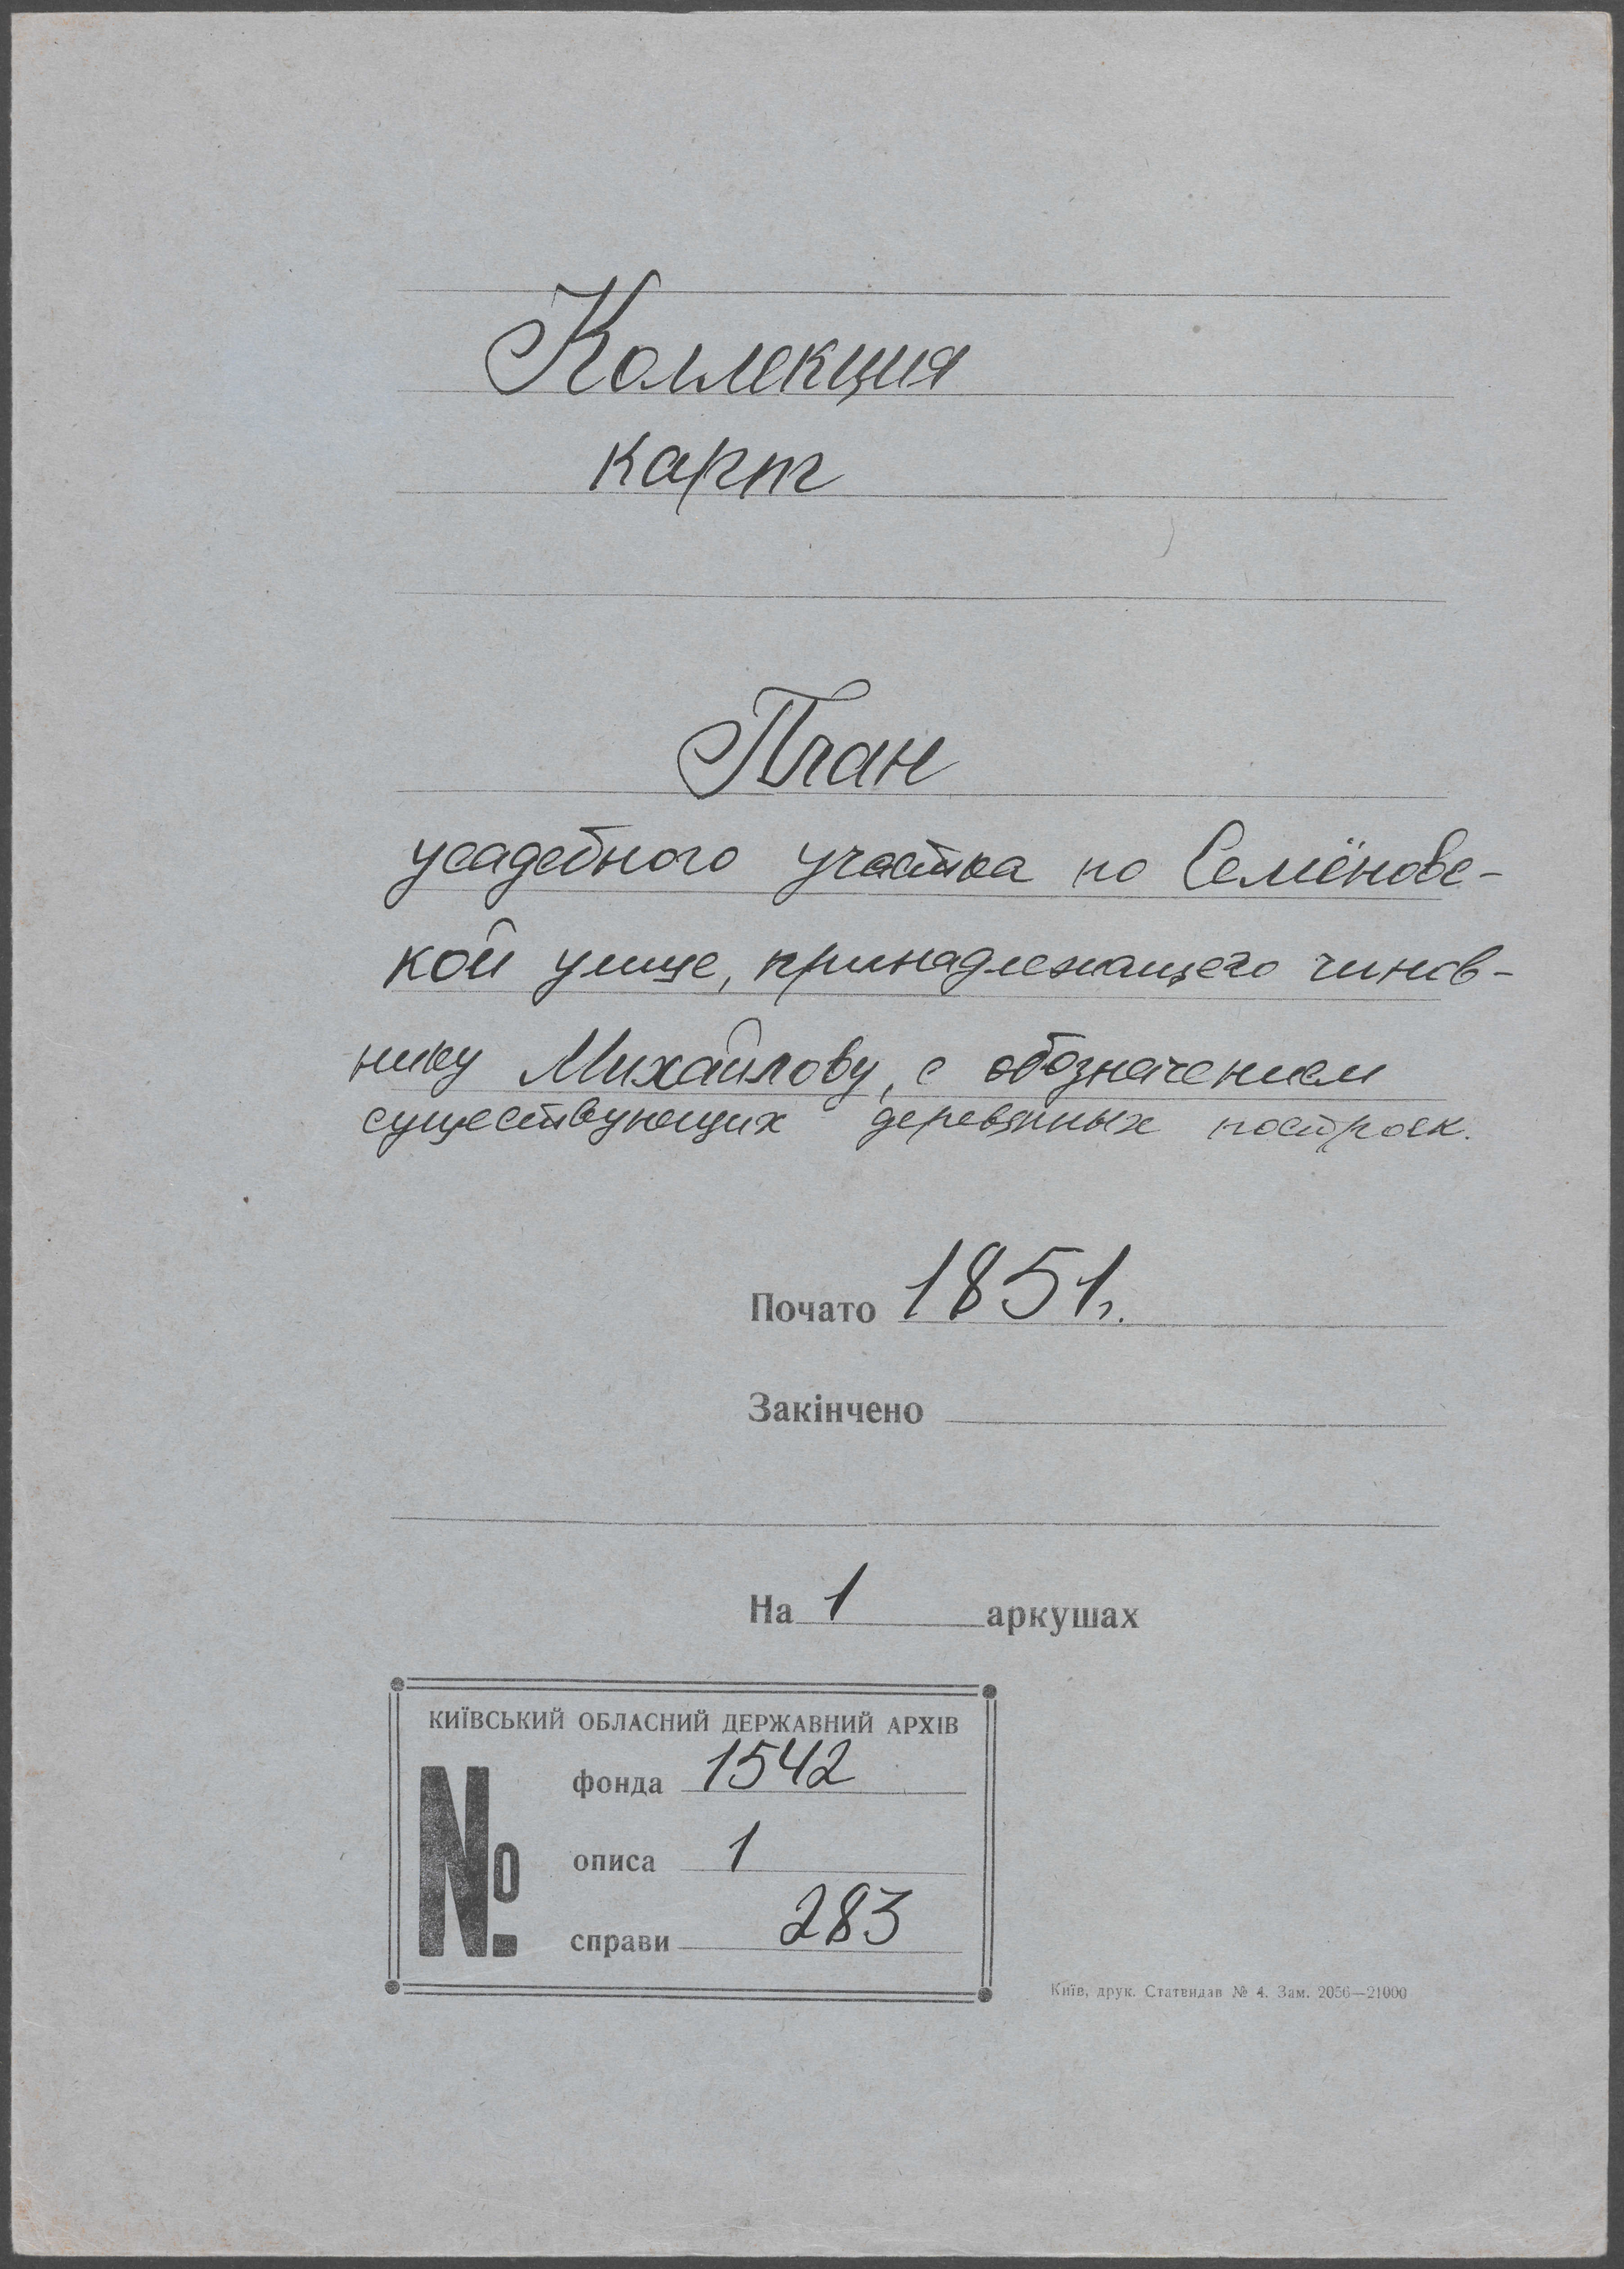 Коллекция
карт
План
усадебного участка по Семёновс-
кой улице, принадлежащего чинов-
нику Михайлову, с обозначением
существующих деревянных построек.
Почато 1851г.
Закінчено
На 1 аркушах
КИЇВСЬКИЙ ОБЛАСНИЙ ДЕРЖАВНИЙ АРХІВ
№ фонда 1542
описа 1
справи 283
Київ, друк. Статвидав № 4. Зам. 2056—21000